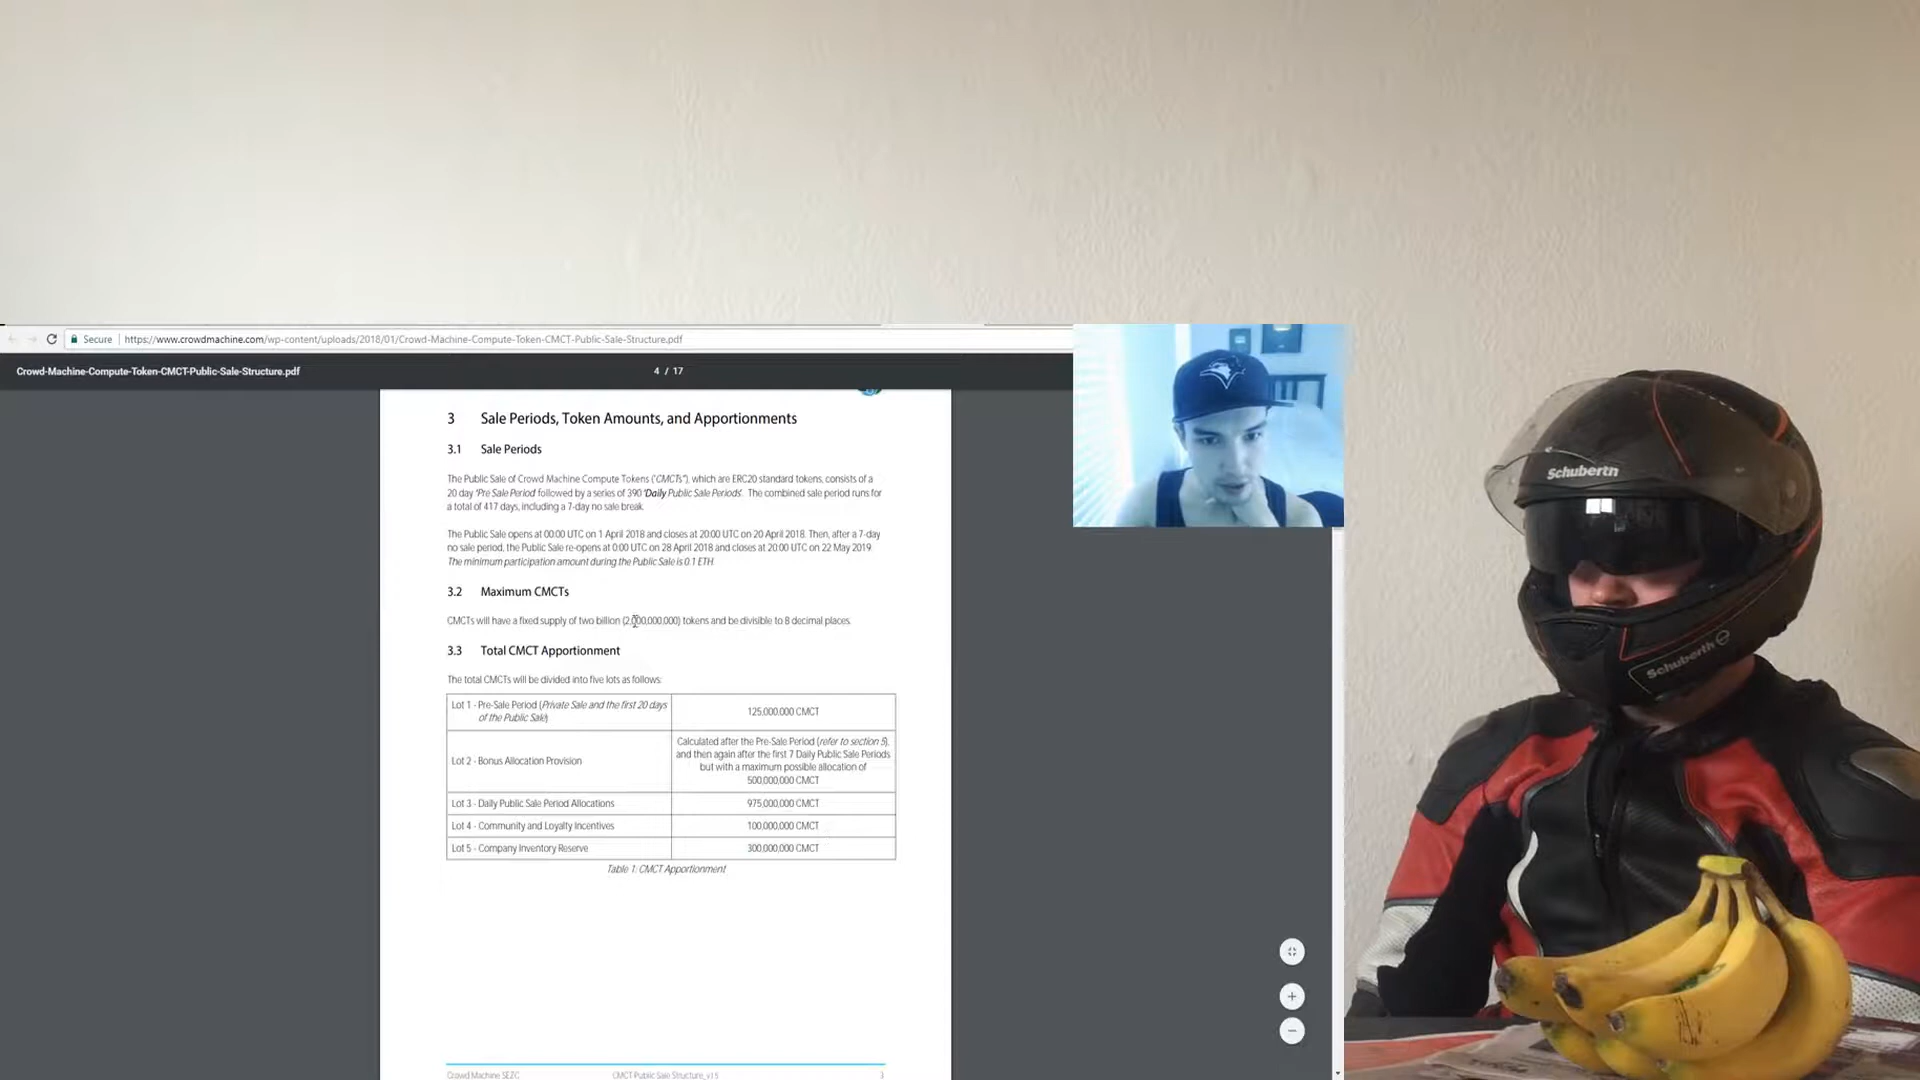 Secure https://www.crowdmachine.com/wp-content/uploads/2018/01/Crowd-Machine-Compute-Token-CMCT-Public-Sale-Structure.pdf
Crowd-Machine-Compute-Token-CMCT-Public-Sale-Structure.pdf 4 / 17
3 Sale Periods, Token Amounts, and Apportionments
3.1 Sale Periods
The Public Sale of Crowd Machine Compute Tokens ("CMCTs"), which are ERC20 standard tokens, consists of a
20 day 'Pre Sale Period' followed by a series of 390 'Daily Public Sale Periods'. The combined sale period runs for
a total of 417 days, including a 7-day no sale break.
The Public Sale opens at 00:00 UTC on 1 April 2018 and closes at 20:00 UTC on 20 April 2018. Then, after a 7-day
no sale period, the Public Sale re-opens at 0:00 UTC on 28 April 2018 and closes at 20:00 UTC on 22 May 2019.
The minimum participation amount during the Public Sale is 0.1 ETH.
3.2 Maximum CMCTs
CMCTs will have a fixed supply of two billion (2,000,000,000) tokens and be divisible to 8 decimal places.
3.3 Total CMCT Apportionment
The total CMCTs will be divided into five lots as follows:
Lot 1 - Pre-Sale Period (Private Sale and the first 20 days
of the Public Sale)
125,000,000 CMCT
Lot 2 - Bonus Allocation Provision
Calculated after the Pre-Sale Period (refer to section 5),
and then again after the first 7 Daily Public Sale Periods
but with a maximum possible allocation of
500,000,000 CMCT
Lot 3 - Daily Public Sale Period Allocations 975,000,000 CMCT
Lot 4 - Community and Loyalty Incentives 100,000,000 CMCT
Lot 5 - Company Inventory Reserve 300,000,000 CMCT
Table 1: CMCT Apportionment
Crowd Machine SEZC CMCT Public Sale Structure_v1.5 3
Schuberth
Schuberth